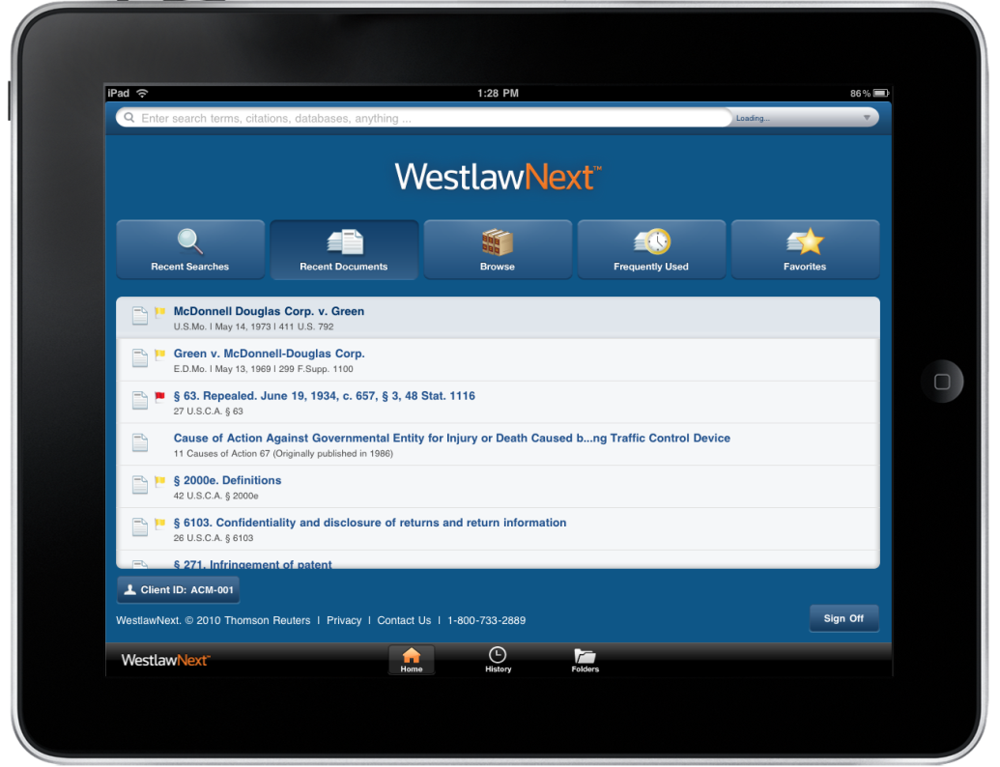 iPad 1:28 PM 86%
Enter search terms, citations, databases, anything ... Loading...
WestlawNext™
Recent Searches Recent Documents Browse Frequently Used Favorites
McDonnell Douglas Corp. v. Green
U.S.Mo. | May 14, 1973 | 411 U.S. 792
Green v. McDonnell-Douglas Corp.
E.D.Mo. | May 13, 1969 | 299 F.Supp. 1100
§ 63. Repealed. June 19, 1934, c. 657, § 3, 48 Stat. 1116
27 U.S.C.A. § 63
Cause of Action Against Governmental Entity for Injury or Death Caused b...ng Traffic Control Device
11 Causes of Action 67 (Originally published in 1986)
§ 2000e. Definitions
42 U.S.C.A. § 2000e
§ 6103. Confidentiality and disclosure of returns and return information
26 U.S.C.A. § 6103
§ 271. Infringement of patent
Client ID: ACM-001
WestlawNext. © 2010 Thomson Reuters | Privacy | Contact Us | 1-800-733-2889
Sign Off
WestlawNext™
Home History Folders